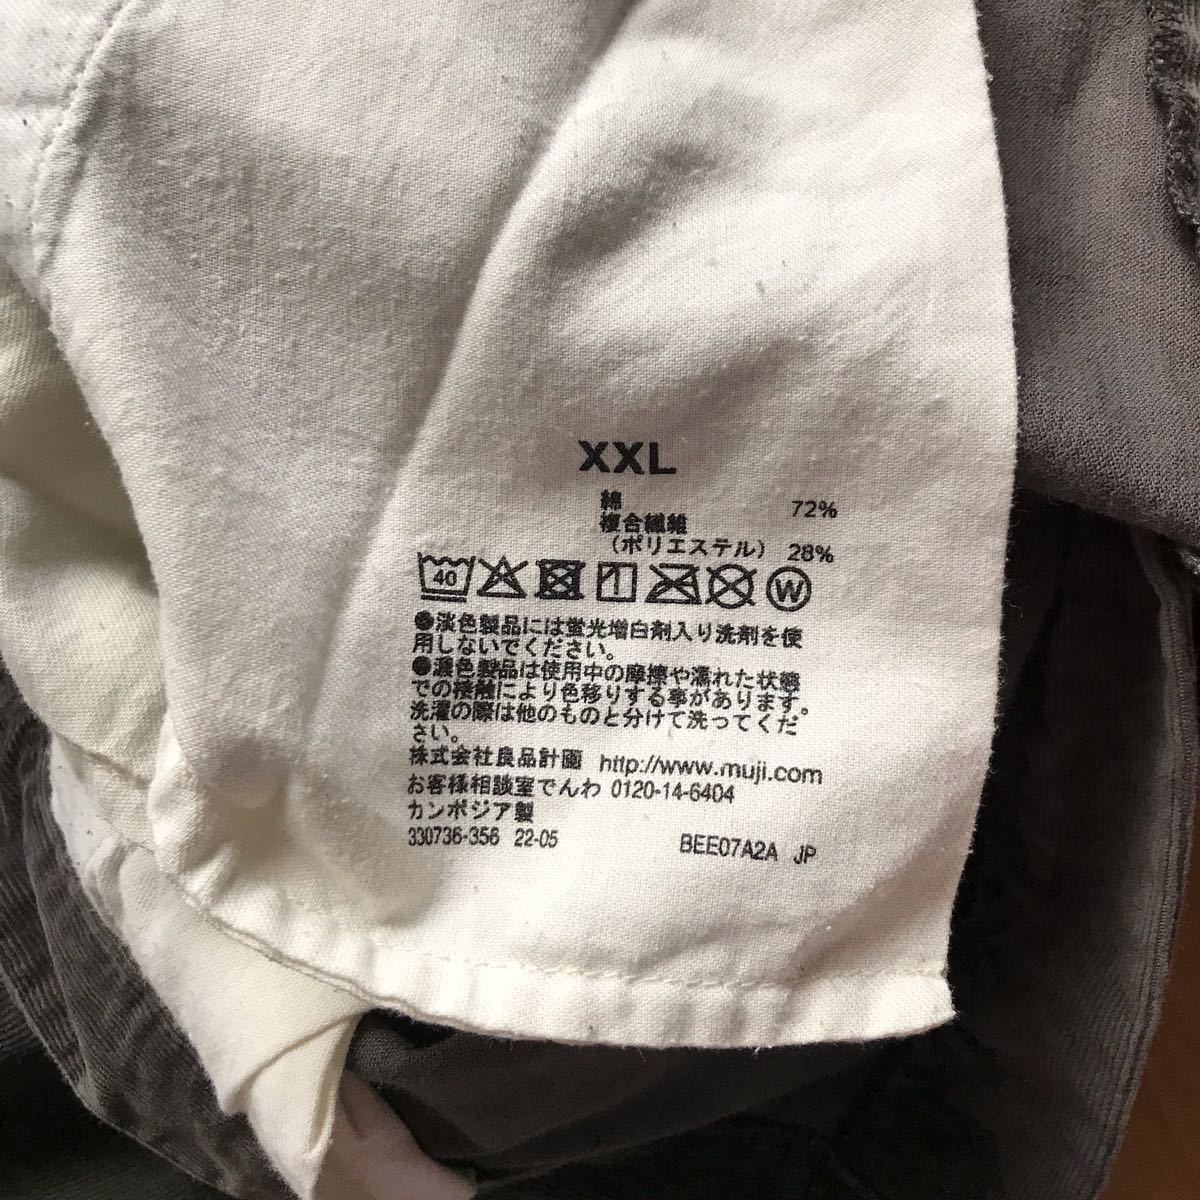 XXL
綿 72%
複合繊維
(ポリエステル) 28%
40 W
●淡色製品には蛍光増白剤入り洗剤を使
用しないでください。
●濃色製品は使用中の摩擦や濡れた状態
での接触により色移りする事があります。
洗濯の際は他のものと分けて洗ってくだ
さい。
株式会社良品計画 http://www.muji.com
お客様相談室でんわ 0120-14-6404
カンボジア製
330736-356 22-05 BEE07A2A JP